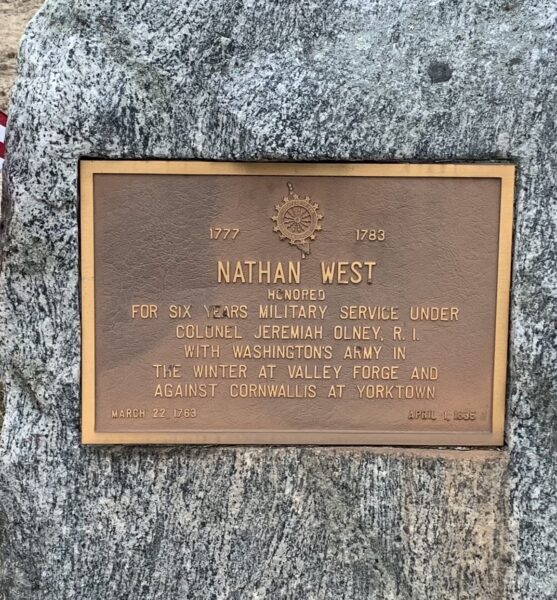 1777 1783
NATHAN WEST
HONORED
FOR SIX YEARS MILITARY SERVICE UNDER
COLONEL JEREMIAH OLNEY, R. I.
WITH WASHINGTON'S ARMY IN
THE WINTER AT VALLEY FORGE AND
AGAINST CORNWALLIS AT YORKTOWN
MARCH 22, 1763 APRIL 1,